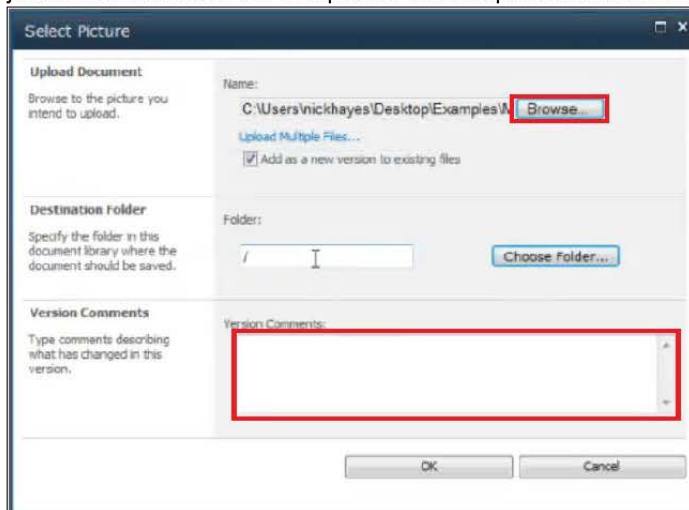 Select Picture
Upload Document
Browse to the picture you
intend to upload.
Name:
C:\Users\nickhayes\Desktop\Examples\M Browse...
Upload Multiple Files...
Add as a new version to existing files
Destination Folder
Specify the folder in this
document library where the
document should be saved.
Folder:
/
Choose Folder...
Version Comments
Type comments describing
what has changed in this
version.
Version Comments:
OK
Cancel